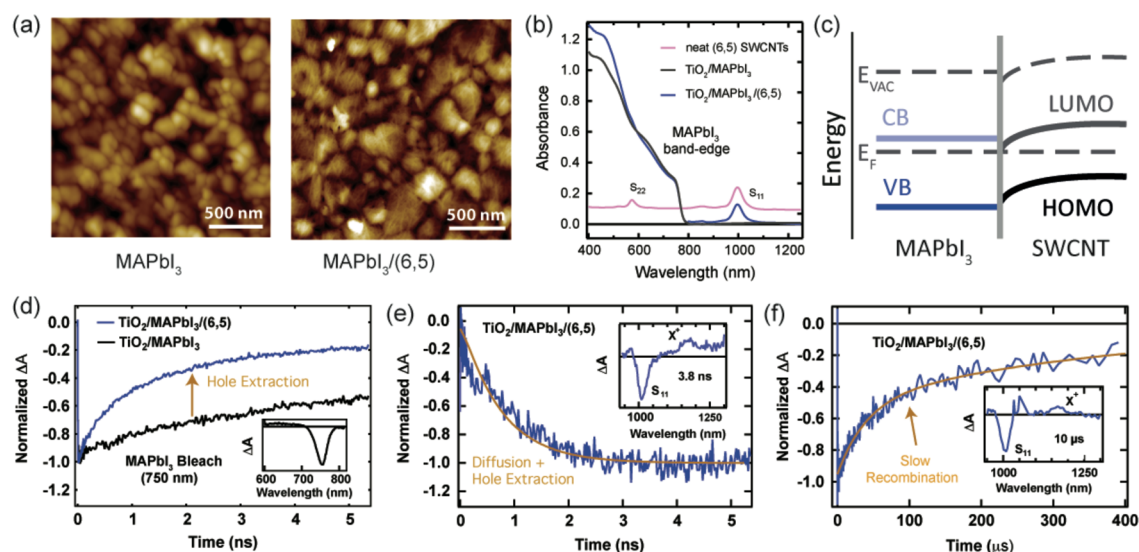 (a)
500 nm
500 nm
MAPbI₃
MAPbI₃/(6,5)
(b)
1.2
1.0
0.8
0.6
0.4
0.2
0.0
Absorbance
neat (6,5) SWCNTs
TiO₂/MAPbI₃
TiO₂/MAPbI₃/(6,5)
MAPbI₃
band-edge
S₂₂
S₁₁
400 600 800 1000 1200
Wavelength (nm)
(c)
Energy
E_VAC
CB
E_F
VB
LUMO
HOMO
MAPbI₃
SWCNT
(d)
0.0
-0.2
-0.4
-0.6
-0.8
-1.0
-1.2
Normalized ΔA
TiO₂/MAPbI₃/(6,5)
TiO₂/MAPbI₃
Hole Extraction
MAPbI₃ Bleach
(750 nm)
ΔA
600 700 800
Wavelength (nm)
0 1 2 3 4 5
Time (ns)
(e)
0.0
-0.2
-0.4
-0.6
-0.8
-1.0
-1.2
Normalized ΔA
TiO₂/MAPbI₃/(6,5)
ΔA
X⁺
3.8 ns
S₁₁
1000 1150 1300
Wavelength (nm)
Diffusion +
Hole Extraction
0 1 2 3 4 5
Time (ns)
(f)
0.0
-0.2
-0.4
-0.6
-0.8
-1.0
Normalized ΔA
TiO₂/MAPbI₃/(6,5)
ΔA
X⁺
S₁₁
10 μs
1000 1150 1300
Wavelength (nm)
Slow
Recombination
0 100 200 300 400
Time (μs)